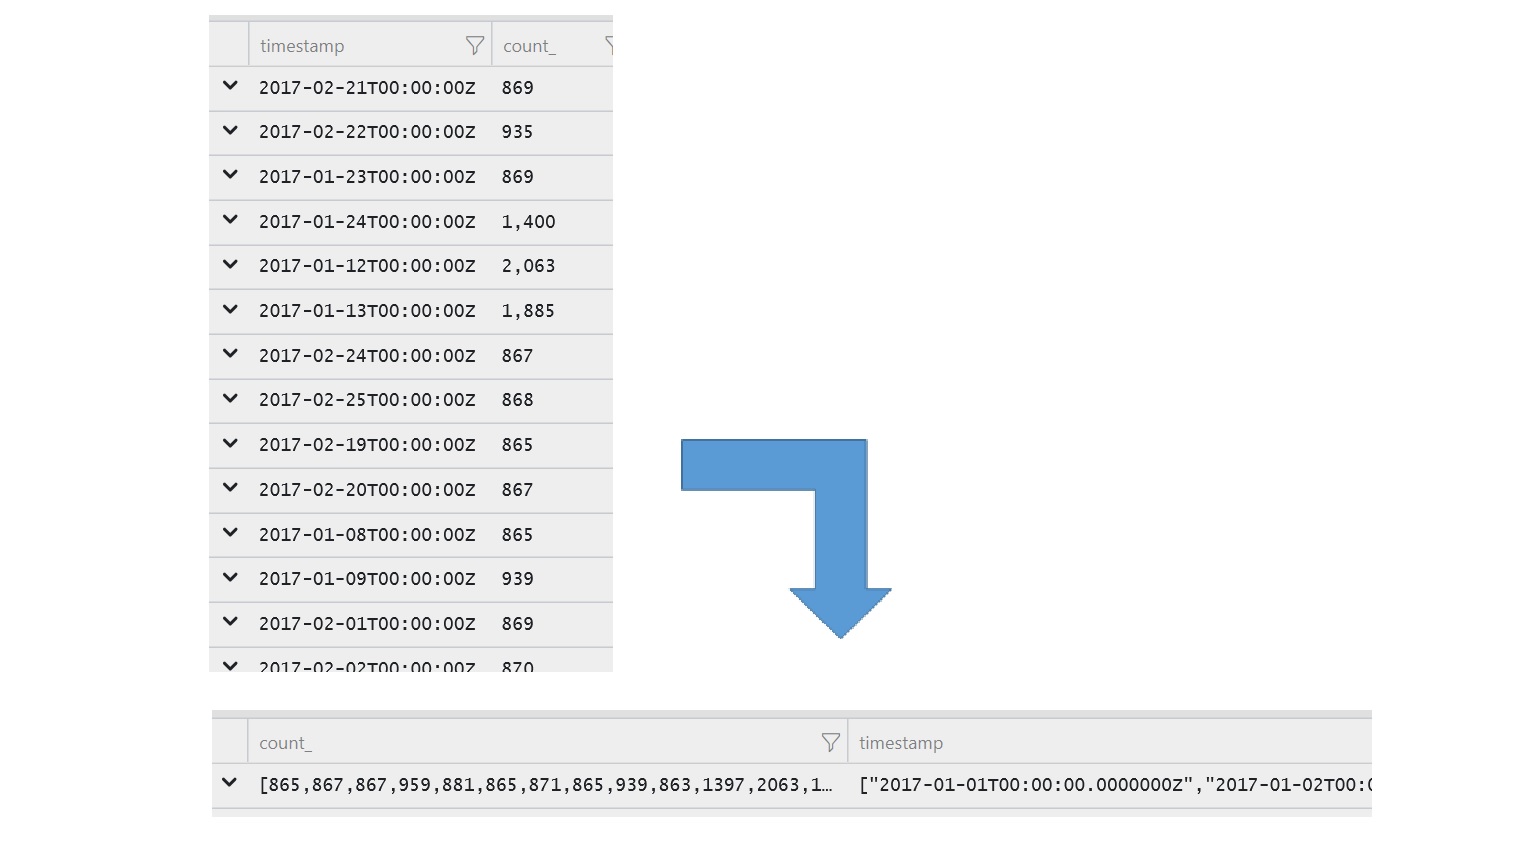 timestamp count_
2017-02-21T00:00:00Z 869
2017-02-22T00:00:00Z 935
2017-01-23T00:00:00Z 869
2017-01-24T00:00:00Z 1,400
2017-01-12T00:00:00Z 2,063
2017-01-13T00:00:00Z 1,885
2017-02-24T00:00:00Z 867
2017-02-25T00:00:00Z 868
2017-02-19T00:00:00Z 865
2017-02-20T00:00:00Z 867
2017-01-08T00:00:00Z 865
2017-01-09T00:00:00Z 939
2017-02-01T00:00:00Z 869
2017-02-02T00:00:00Z 870
count_ timestamp
[865,867,867,959,881,865,871,865,939,863,1397,2063,1… ["2017-01-01T00:00:00.0000000Z","2017-01-02T00:0